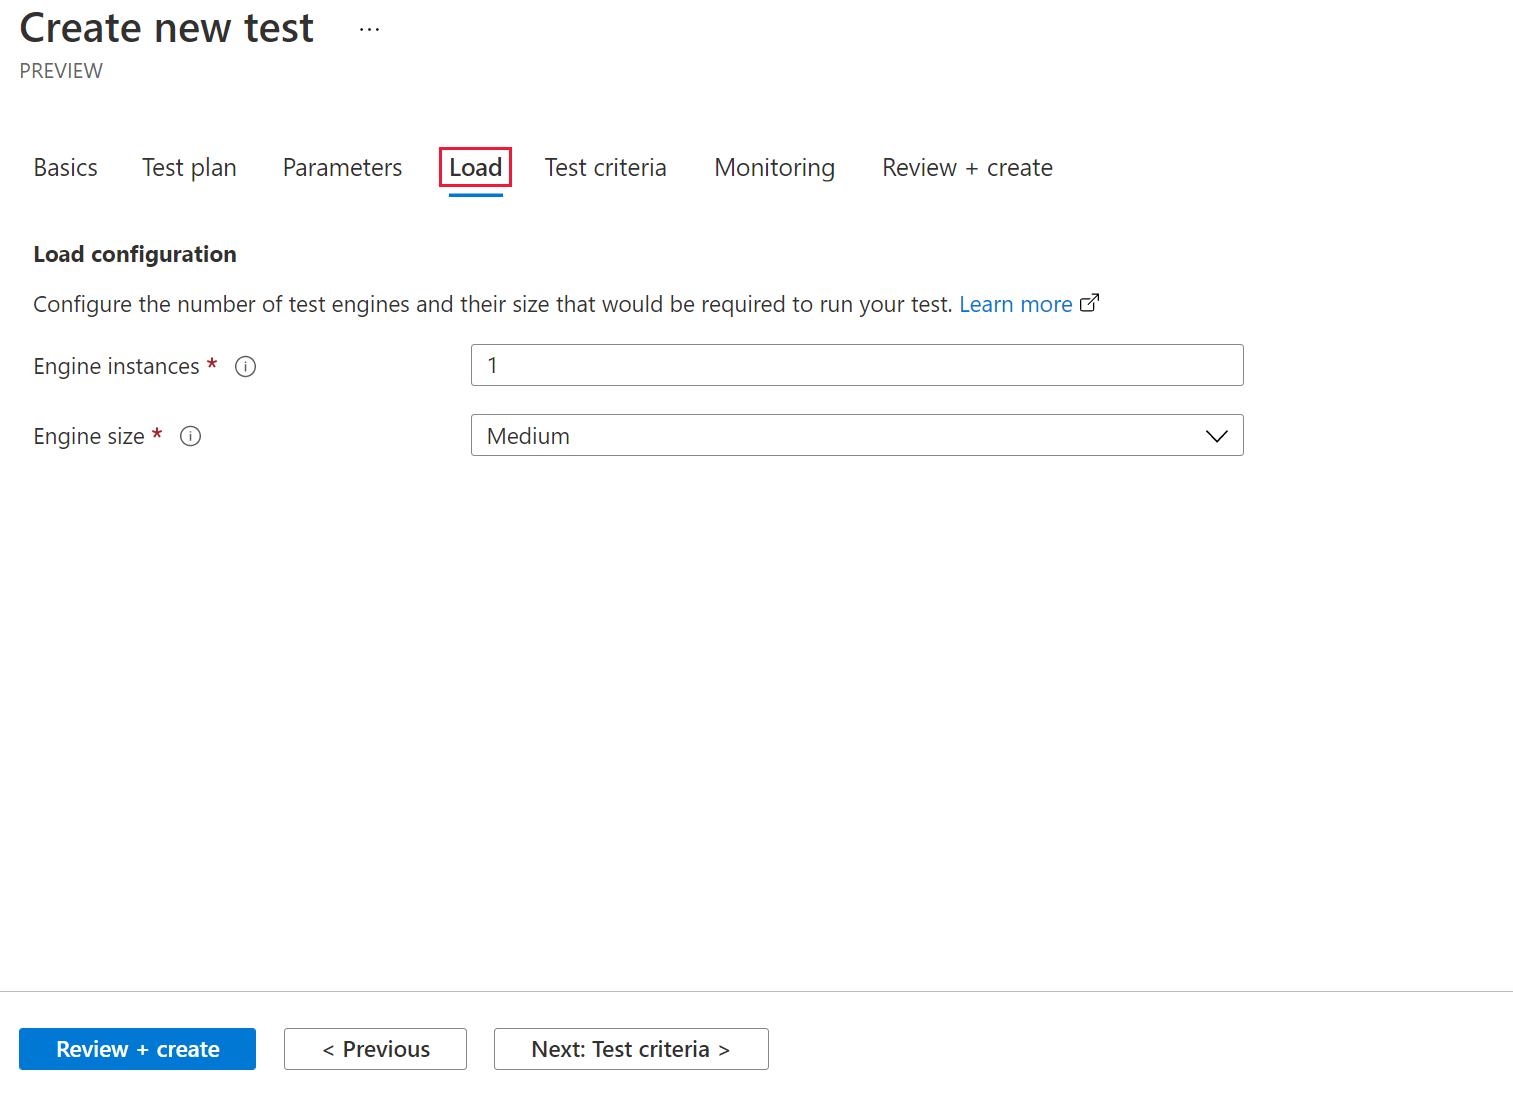 Create new test ...
PREVIEW
Basics Test plan Parameters Load Test criteria Monitoring Review + create
Load configuration
Configure the number of test engines and their size that would be required to run your test. Learn more
Engine instances * 1
Engine size * Medium
Review + create < Previous Next: Test criteria >